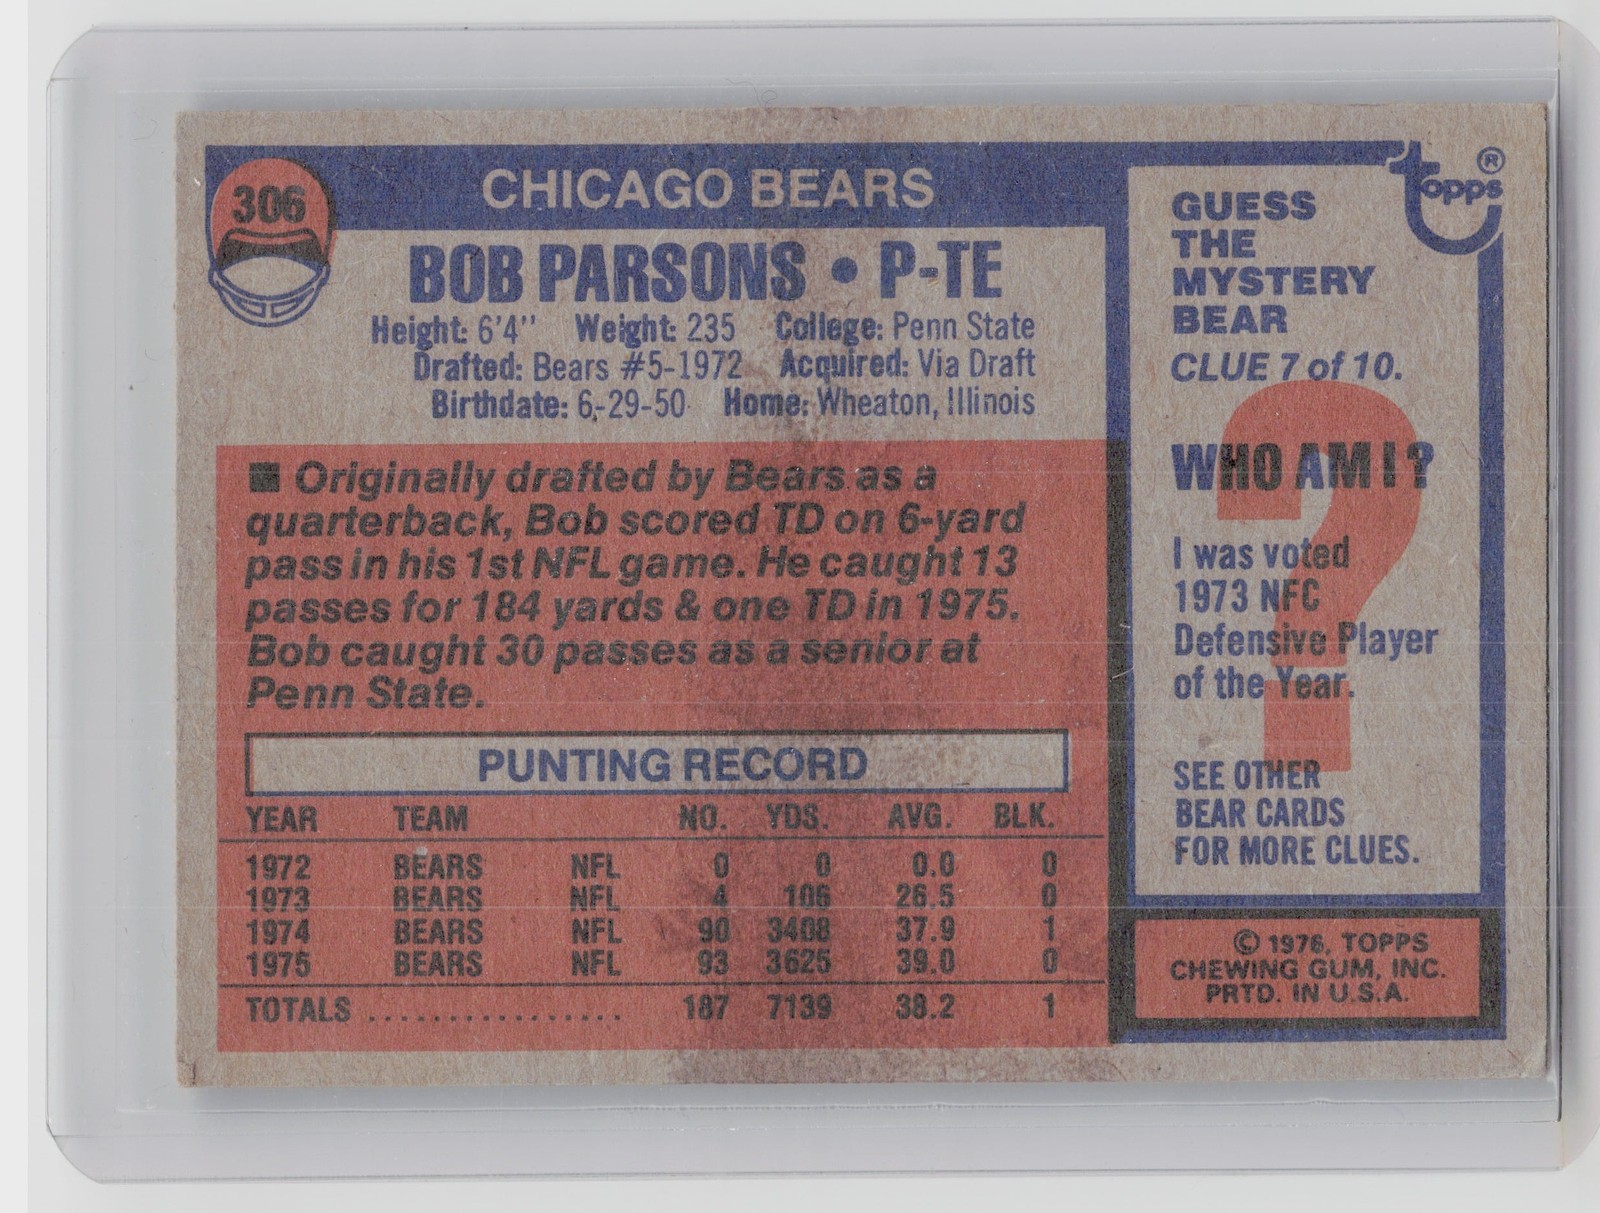 306
CHICAGO BEARS
BOB PARSONS • P-TE
Height: 6'4" Weight: 235 College: Penn State
Drafted: Bears #5-1972 Acquired: Via Draft
Birthdate: 6-29-50 Home: Wheaton, Illinois
■ Originally drafted by Bears as a
quarterback, Bob scored TD on 6-yard
pass in his 1st NFL game. He caught 13
passes for 184 yards & one TD in 1975.
Bob caught 30 passes as a senior at
Penn State.
PUNTING RECORD
YEAR TEAM NO. YDS. AVG. BLK.
1972 BEARS NFL 0 0 0.0 0
1973 BEARS NFL 4 106 26.5 0
1974 BEARS NFL 90 3408 37.9 1
1975 BEARS NFL 93 3625 39.0 0
TOTALS ................ 187 7139 38.2 1
topps®
GUESS
THE
MYSTERY
BEAR
CLUE 7 of 10.
?
WHO AM I?
I was voted
1973 NFC
Defensive Player
of the Year.
SEE OTHER
BEAR CARDS
FOR MORE CLUES.
© 1976, TOPPS
CHEWING GUM, INC.
PRTD. IN U.S.A.